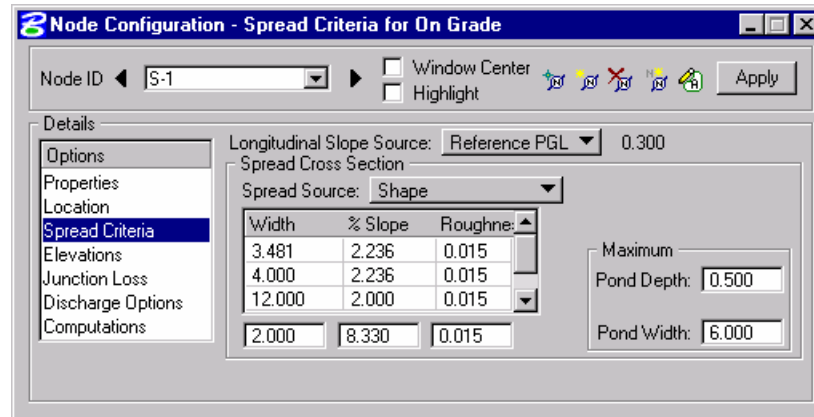 Node Configuration - Spread Criteria for On Grade
Node ID S-1 Window Center Apply
Highlight
Details
Options
Properties
Location
Spread Criteria
Elevations
Junction Loss
Discharge Options
Computations
Longitudinal Slope Source: Reference PGL 0.300
Spread Cross Section
Spread Source: Shape
Width % Slope Roughne
3.481 2.236 0.015
4.000 2.236 0.015
12.000 2.000 0.015
2.000 8.330 0.015
Maximum
Pond Depth: 0.500
Pond Width: 6.000